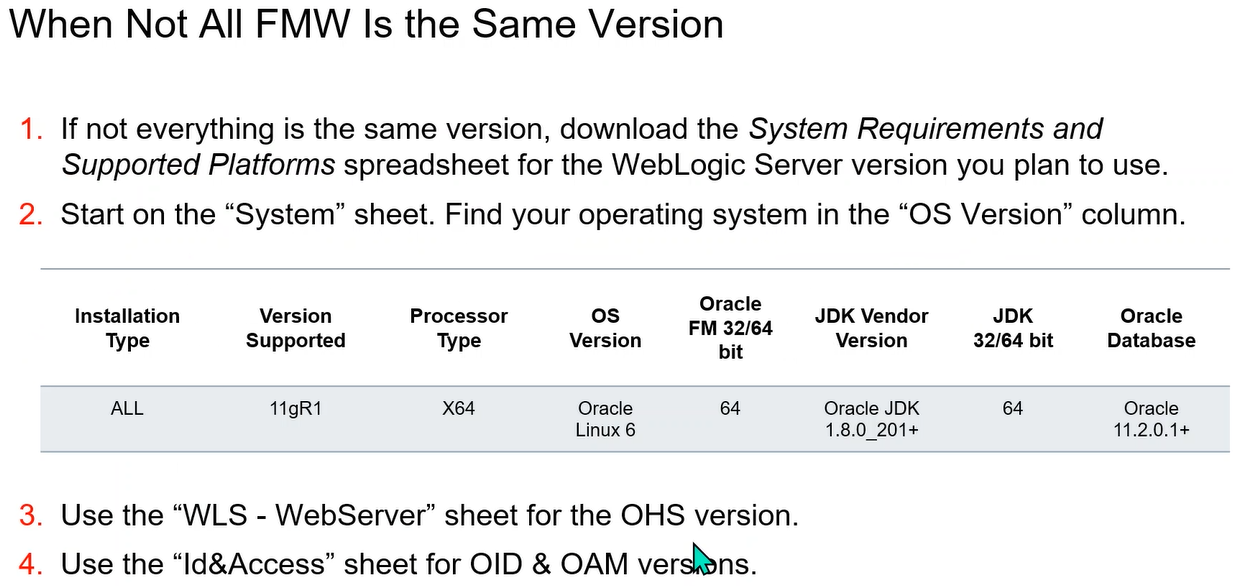 When Not All FMW Is the Same Version
1. If not everything is the same version, download the System Requirements and
Supported Platforms spreadsheet for the WebLogic Server version you plan to use.
2. Start on the “System” sheet. Find your operating system in the “OS Version” column.
Installation Type Version Supported Processor Type OS Version Oracle FM 32/64 bit JDK Vendor Version JDK 32/64 bit Oracle Database
ALL 11gR1 X64 Oracle Linux 6 64 Oracle JDK 1.8.0_201+ 64 Oracle 11.2.0.1+
3. Use the “WLS - WebServer” sheet for the OHS version.
4. Use the “Id&Access” sheet for OID & OAM versions.